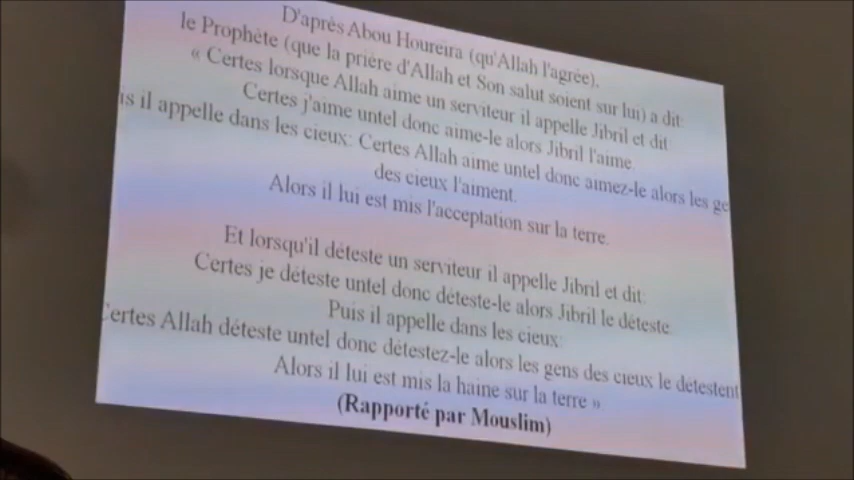 D'après Abou Houreira (qu'Allah l'agrée),
le Prophète (que la prière d'Allah et Son salut soient sur lui) a dit:
« Certes lorsque Allah aime un serviteur il appelle Jibril et dit:
Certes j'aime untel donc aime-le alors Jibril l'aime.
is il appelle dans les cieux: Certes Allah aime untel donc aimez-le alors les ge
des cieux l'aiment.
Alors il lui est mis l'acceptation sur la terre.
Et lorsqu'il déteste un serviteur il appelle Jibril et dit:
Certes je déteste untel donc déteste-le alors Jibril le déteste.
Puis il appelle dans les cieux:
Certes Allah déteste untel donc détestez-le alors les gens des cieux le détestent
Alors il lui est mis la haine sur la terre »
(Rapporté par Mouslim)